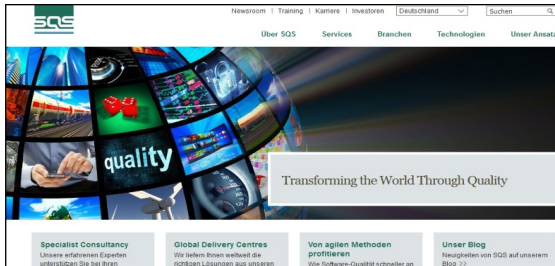 Newsroom | Training | Karriere | Investoren Deutschland Suchen
SQS
Über SQS Services Branchen Technologien Unser Ansatz
quality
Transforming the World Through Quality
Specialist Consultancy
Unsere erfahrenen Experten
unterstützen Sie bei Ihren
Global Delivery Centres
Wir liefern Ihnen weltweit die
richtigen Lösungen aus unseren
Von agilen Methoden
profitieren
Wie Software-Qualität schneller an
Unser Blog
Neuigkeiten von SQS auf unserem
Blog >>